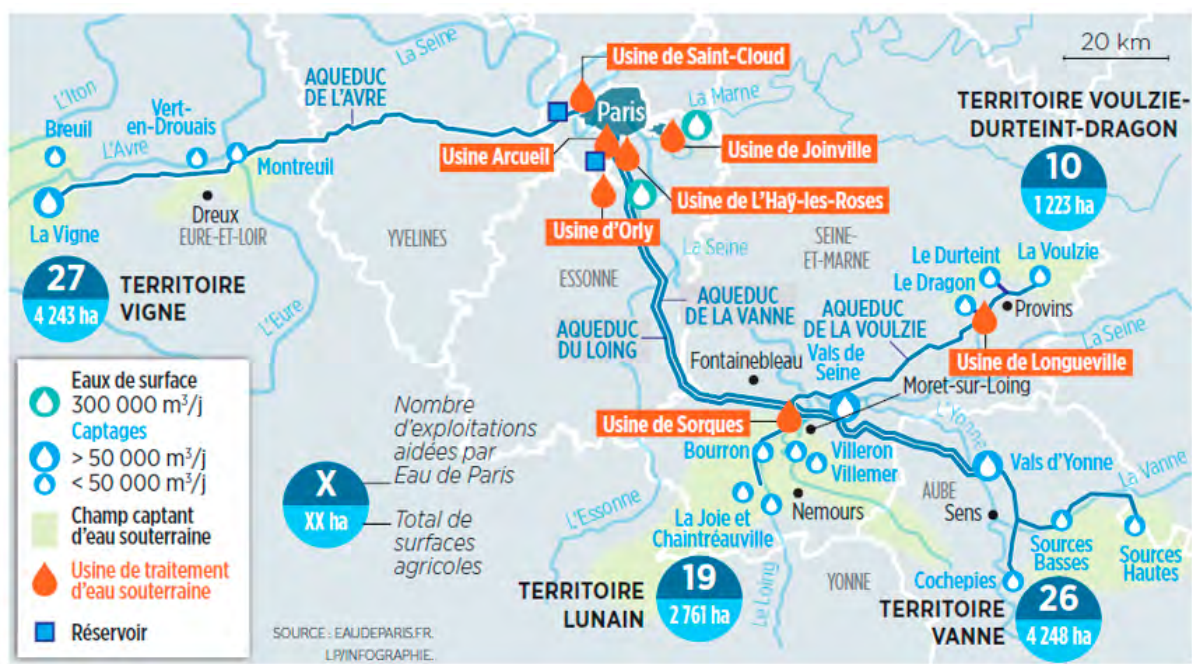 La Seine
Usine de Saint-Cloud
20 km
L'Iton
AQUEDUC
DE L'AVRE
Paris
La Marne
TERRITOIRE VOULZIE-
DURTEINT-DRAGON
10
1 223 ha
Breuil
Vert-
en-Drouais
L'Avre
Montreuil
Usine Arcueil
Usine de Joinville
Usine de L'Haÿ-les-Roses
Usine d'Orly
La Vigne
Dreux
EURE-ET-LOIR
YVELINES
27
4 243 ha
TERRITOIRE
VIGNE
L'Eure
La Seine
SEINE-
ET-MARNE
ESSONNE
Le Durteint
La Voulzie
Le Dragon
Provins
AQUEDUC
DE LA VANNE
AQUEDUC
DE LA VOULZIE
AQUEDUC
DU LOING
La Seine
Usine de Longueville
Fontainebleau
Vals de
Seine
Moret-sur-Loing
Usine de Sorques
L'Yonne
Bourron
Villeron
Villemer
Vals d'Yonne
La Vanne
AUBE
Sens
Nemours
L'Essonne
La Joie et
Chaintréauville
Sources
Basses
Sources
Hautes
Cochepies
Le Loing
YONNE
TERRITOIRE
LUNAIN
19
2 761 ha
TERRITOIRE
VANNE
26
4 248 ha
Eaux de surface
300 000 m³/j
Captages
> 50 000 m³/j
< 50 000 m³/j
Champ captant
d'eau souterraine
Usine de traitement
d'eau souterraine
Réservoir
X
XX ha
Nombre
d'exploitations
aidées par
Eau de Paris
Total de
surfaces
agricoles
SOURCE : EAUDEPARIS.FR.
LP/INFOGRAPHIE.